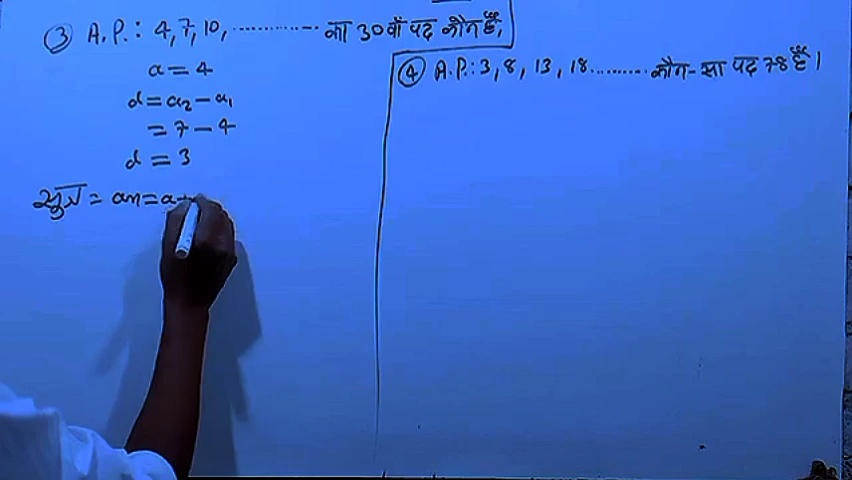 ③ A.P.: 4, 7, 10, ............. का 30 वाँ पद कौन हैं,
a = 4
d = a₂ - a₁
= 7 - 4
d = 3
सूत्र = an = a +
④ A.P.: 3, 8, 13, 18 ......... कौन-सा पद 78 हैं।